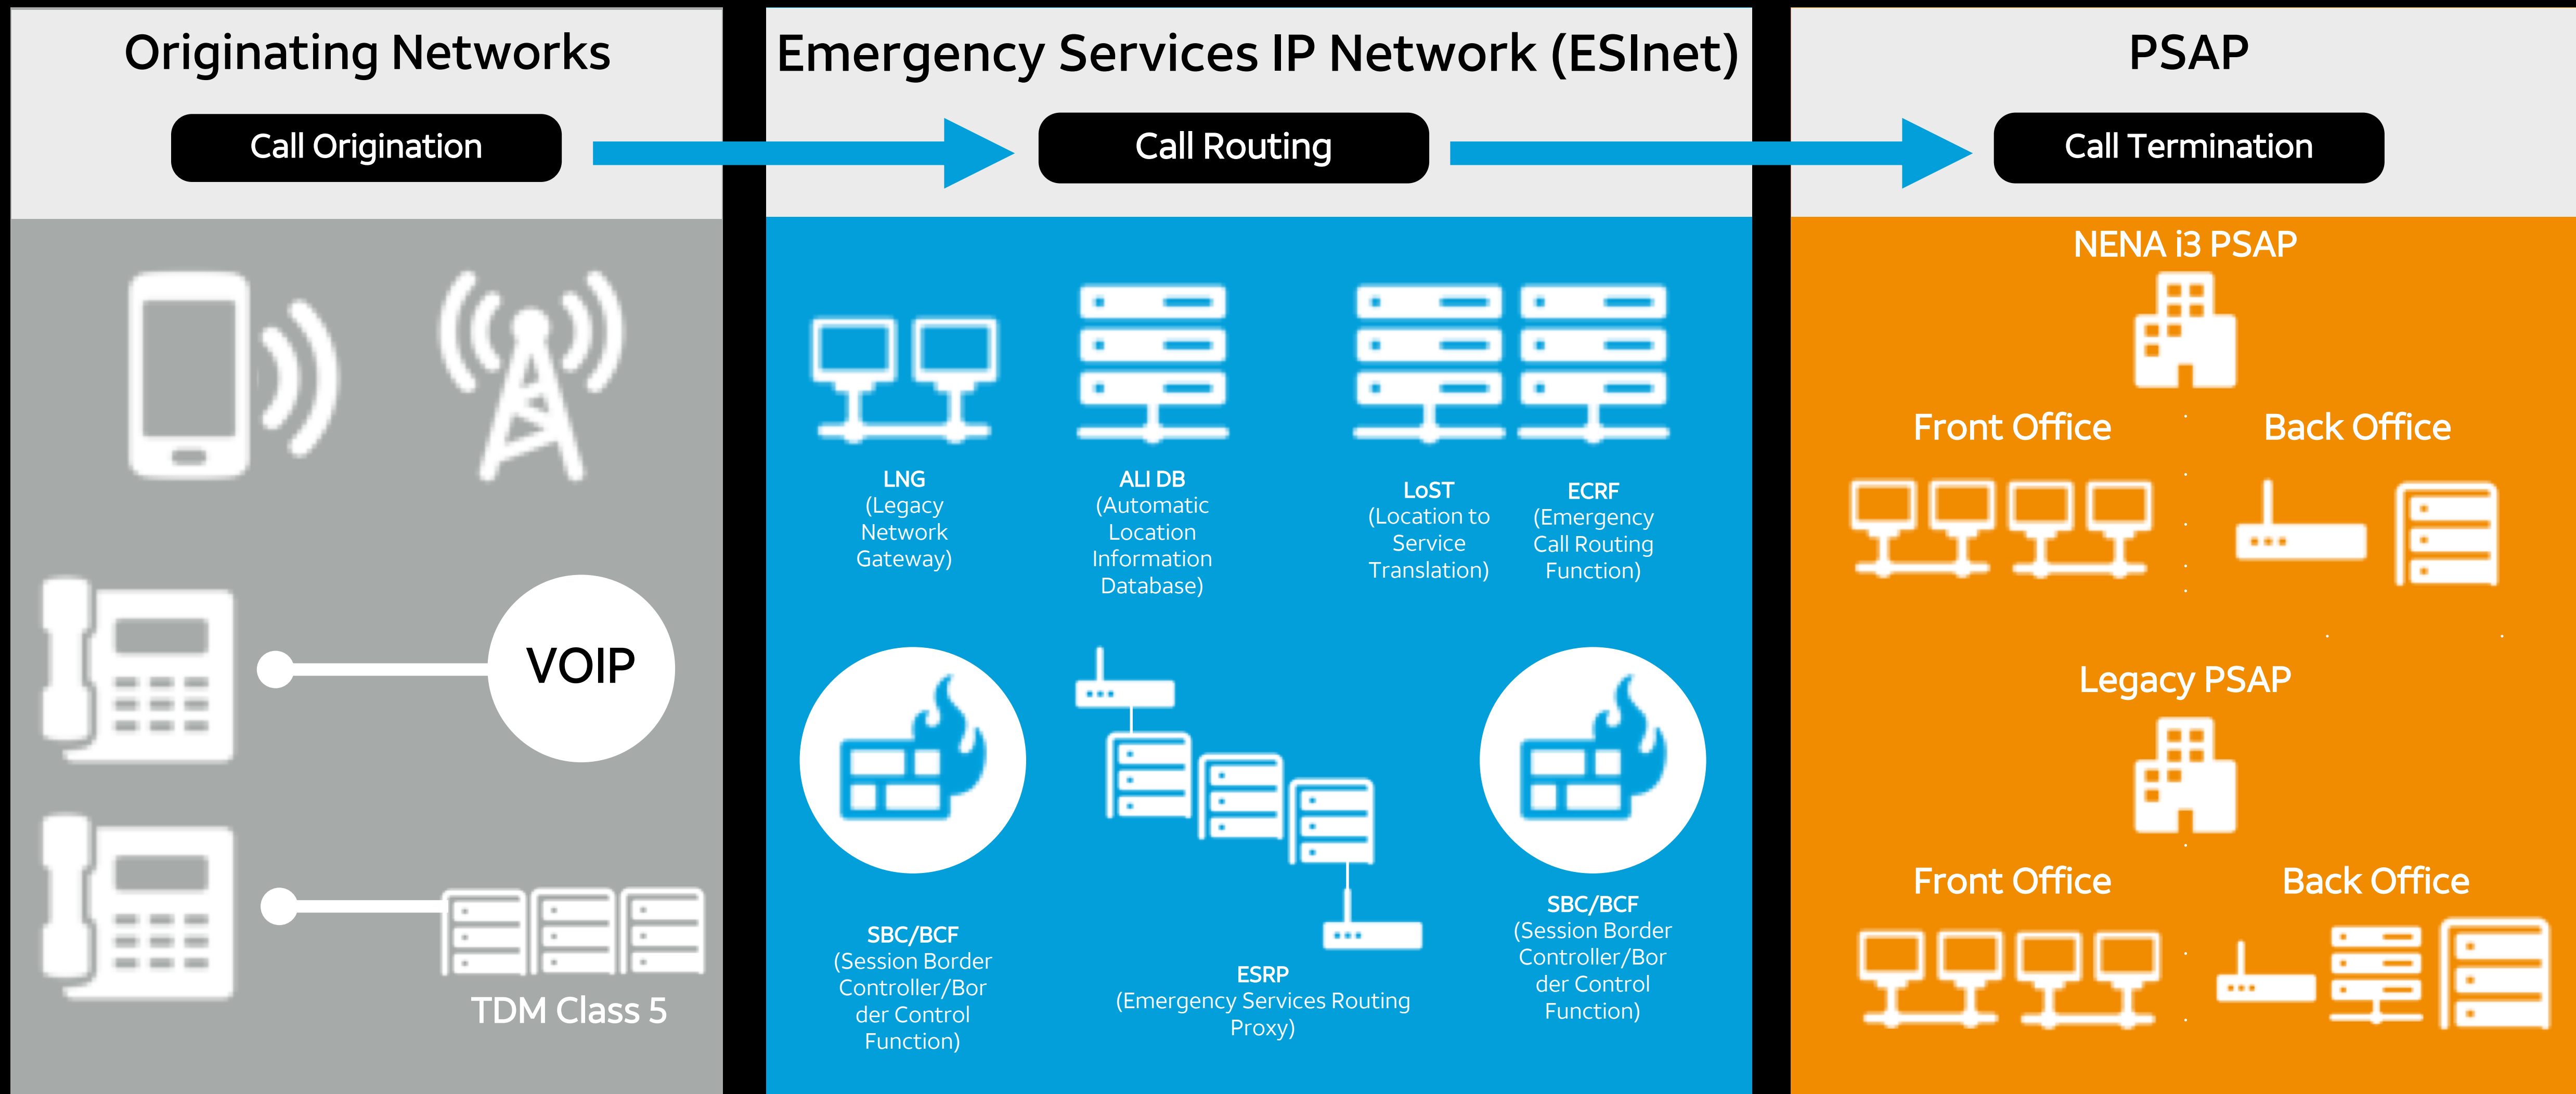 Originating Networks
Call Origination
VOIP
TDM Class 5
Emergency Services IP Network (ESInet)
Call Routing
LNG
(Legacy
Network
Gateway)
ALI DB
(Automatic
Location
Information
Database)
LoST
(Location to
Service
Translation)
ECRF
(Emergency
Call Routing
Function)
SBC/BCF
(Session Border
Controller/Bor
der Control
Function)
ESRP
(Emergency Services Routing
Proxy)
SBC/BCF
(Session Border
Controller/Bor
der Control
Function)
PSAP
Call Termination
NENA i3 PSAP
Front Office
Back Office
Legacy PSAP
Front Office
Back Office